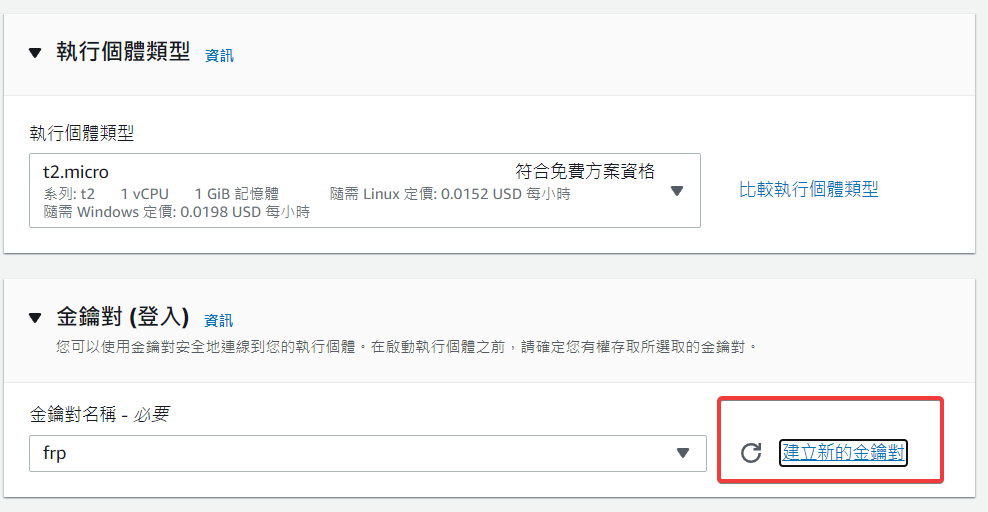 執行個體類型 資訊
執行個體類型
t2.micro 符合免費方案資格
系列: t2 1 vCPU 1 GiB 記憶體 隨需 Linux 定價: 0.0152 USD 每小時
隨需 Windows 定價: 0.0198 USD 每小時
比較執行個體類型
金鑰對 (登入) 資訊
您可以使用金鑰對安全地連線到您的執行個體。在啟動執行個體之前，請確定您有權存取所選取的金鑰對。
金鑰對名稱 - 必要
frp
建立新的金鑰對